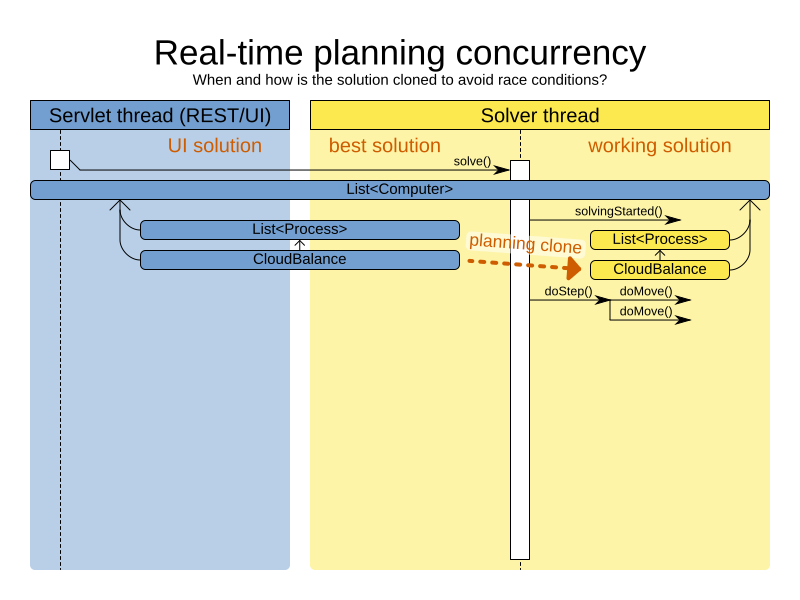 Real-time planning concurrency
When and how is the solution cloned to avoid race conditions?
Servlet thread (REST/UI)
Solver thread
UI solution
best solution
working solution
solve()
List<Computer>
solvingStarted()
List<Process>
List<Process>
planning clone
CloudBalance
CloudBalance
doStep()
doMove()
doMove()